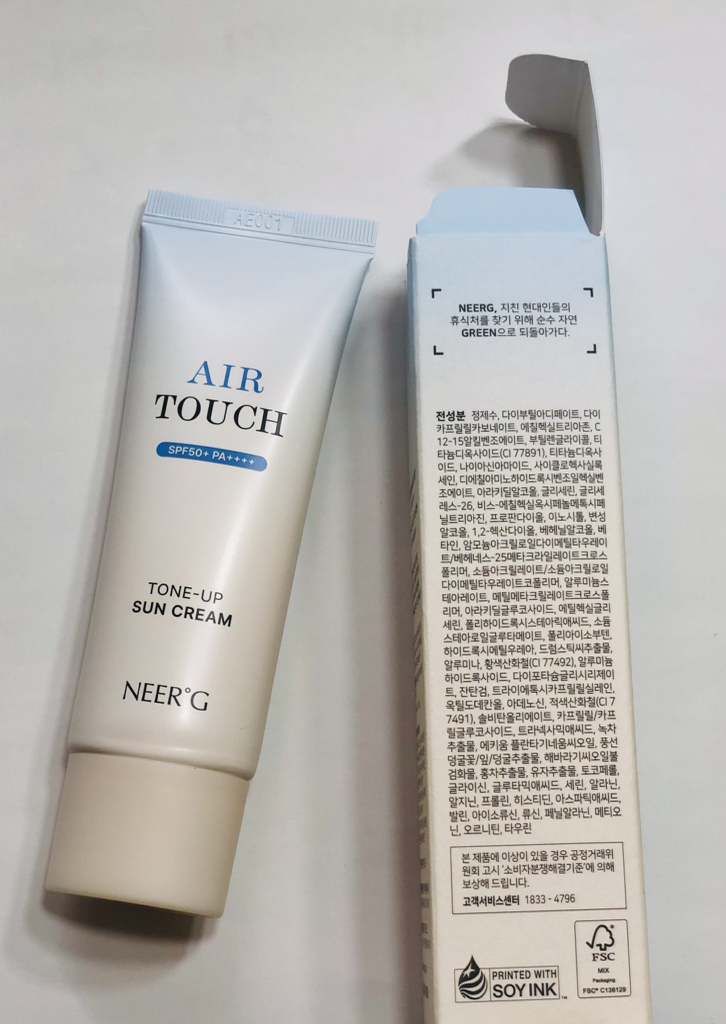 AE001
AIR
TOUCH
SPF50+ PA++++
TONE-UP
SUN CREAM
NEER°G
NEERG, 지친 현대인들의
휴식처를 찾기 위해 순수 자연
GREEN으로 되돌아가다.
전성분 정제수, 다이부틸아디페이트, 다이
카프릴릴카보네이트, 에칠헥실트리아존, C
12-15알킬벤조에이트, 부틸렌글라이콜, 티
타늄디옥사이드(CI 77891), 티타늄디옥사
이드, 나이아신아마이드, 사이클로헥사실록
세인, 디에칠아미노하이드록시벤조일헥실벤
조에이트, 아라키딜알코올, 글리세린, 글리세
레스-26, 비스-에칠헥실옥시페놀메톡시페
닐트리아진, 프로판다이올, 이노시톨, 변성
알코올, 1,2-헥산다이올, 베헤닐알코올, 베
타인, 암모늄아크릴로일다이메틸타우레이
트/베헤네스-25메타크라일레이트크로스
폴리머, 소듐아크릴레이트/소듐아크릴로일
다이메틸타우레이트코폴리머, 알루미늄스
테아레이트, 메틸메타크릴레이트크로스폴
리머, 아라키딜글루코사이드, 에틸헥실글리
세린, 폴리하이드록시스테아릭애씨드, 소듐
스테아로일글루타메이트, 폴리아이소부텐,
하이드록시에틸우레아, 드럼스틱씨추출물,
알루미나, 황색산화철(CI 77492), 알루미늄
하이드록사이드, 다이포타슘글리시리제이
트, 잔탄검, 트라이에톡시카프릴릴실레인,
옥틸도데칸올, 아데노신, 적색산화철(CI 7
7491), 솔비탄올리에이트, 카프릴릴/카프
릴글루코사이드, 트라넥사믹애씨드, 녹차
추출물, 에키움 플란타기네움씨오일, 풍선
덩굴꽃/잎/덩굴추출물, 해바라기씨오일불
검화물, 홍차추출물, 유자추출물, 토코페롤,
글라이신, 글루타믹애씨드, 세린, 알라닌,
알지닌, 프롤린, 히스티딘, 아스파틱애씨드,
발린, 아이소류신, 류신, 페닐알라닌, 메티오
닌, 오르니틴, 타우린
본 제품에 이상이 있을 경우 공정거래위
원회 고시 '소비자분쟁해결기준'에 의해
보상해 드립니다.
고객서비스센터 1833 - 4796
PRINTED WITH
SOY INK™
FSC
MIX
Packaging
FSC® C138129